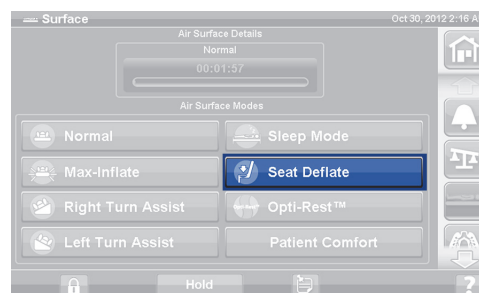 Surface
Oct 30, 2012 2:16 A
Air Surface Details
Normal
00:01:57
Air Surface Modes
Normal
Sleep Mode
Max-Inflate
Seat Deflate
Right Turn Assist
Opti-Rest™
Left Turn Assist
Patient Comfort
Hold
?